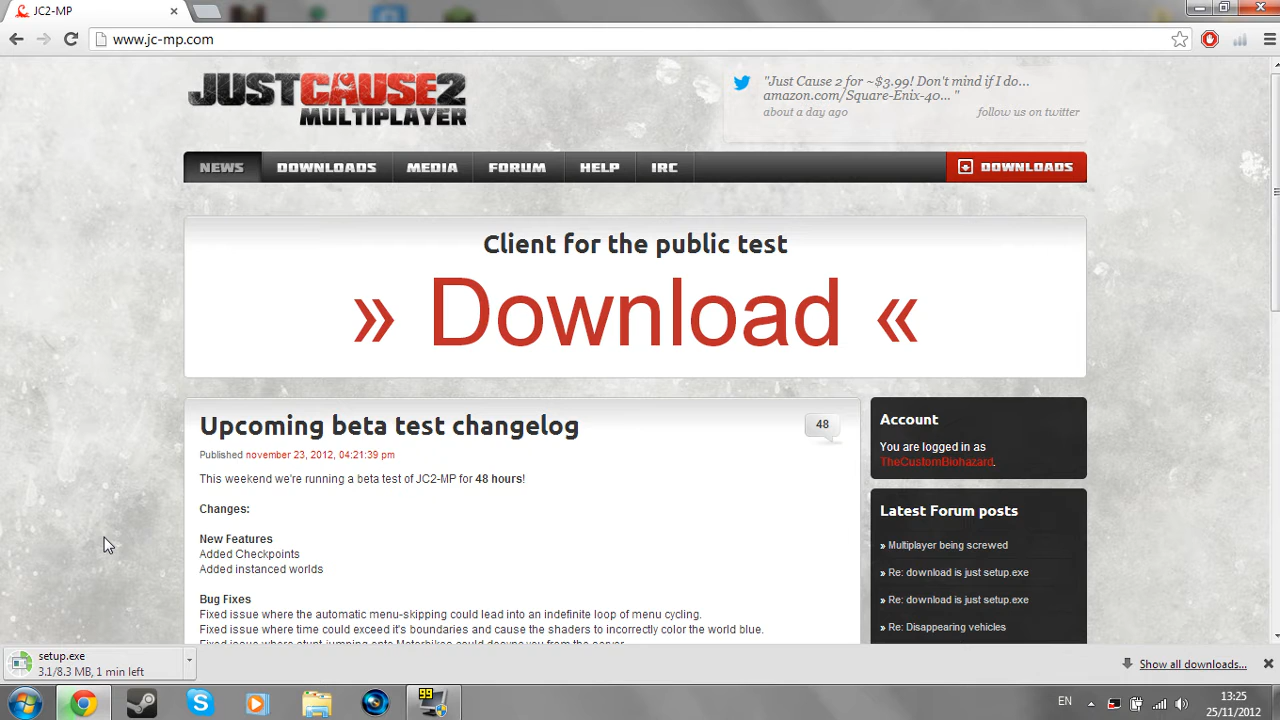 JC2-MP
www.jc-mp.com
JUST CAUSE 2
MULTIPLAYER
"Just Cause 2 for ~$3.99! Don't mind if I do...
amazon.com/Square-Enix-40... "
about a day ago
follow us on twitter
NEWS
DOWNLOADS
MEDIA
FORUM
HELP
IRC
DOWNLOADS
Client for the public test
» Download «
Upcoming beta test changelog
48
Published november 23, 2012, 04:21:39 pm
This weekend we're running a beta test of JC2-MP for 48 hours!
Changes:
New Features
Added Checkpoints
Added instanced worlds
Bug Fixes
Fixed issue where the automatic menu-skipping could lead into an indefinite loop of menu cycling.
Fixed issue where time could exceed it's boundaries and cause the shaders to incorrectly color the world blue.
Account
You are logged in as
TheCustomBiohazard.
Latest Forum posts
» Multiplayer being screwed
» Re: download is just setup.exe
» Re: download is just setup.exe
» Re: Disappearing vehicles
setup.exe
3.1/8.3 MB, 1 min left
Show all downloads...
99
EN
13:25
25/11/2012